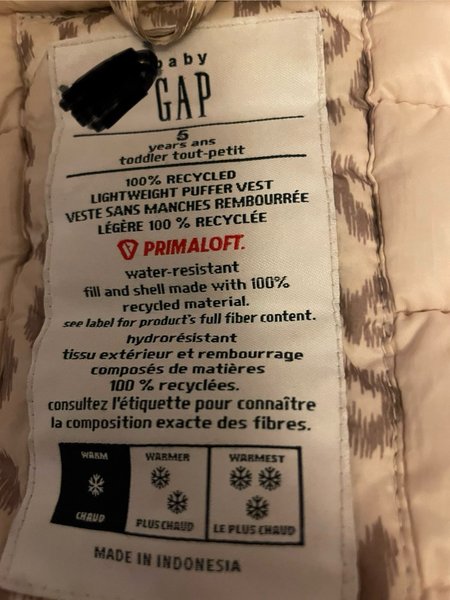 baby
GAP
5
years ans
toddler tout-petit
100% RECYCLED
LIGHTWEIGHT PUFFER VEST
VESTE SANS MANCHES REMBOURRÉE
LÉGÈRE 100 % RECYCLÉE
PRIMALOFT.
water-resistant
fill and shell made with 100%
recycled material.
see label for product's full fiber content.
hydrorésistant
tissu extérieur et rembourrage
composés de matières
100 % recyclées.
consultez l'étiquette pour connaître
la composition exacte des fibres.
WARM WARMER WARMEST
CHAUD PLUS CHAUD LE PLUS CHAUD
MADE IN INDONESIA